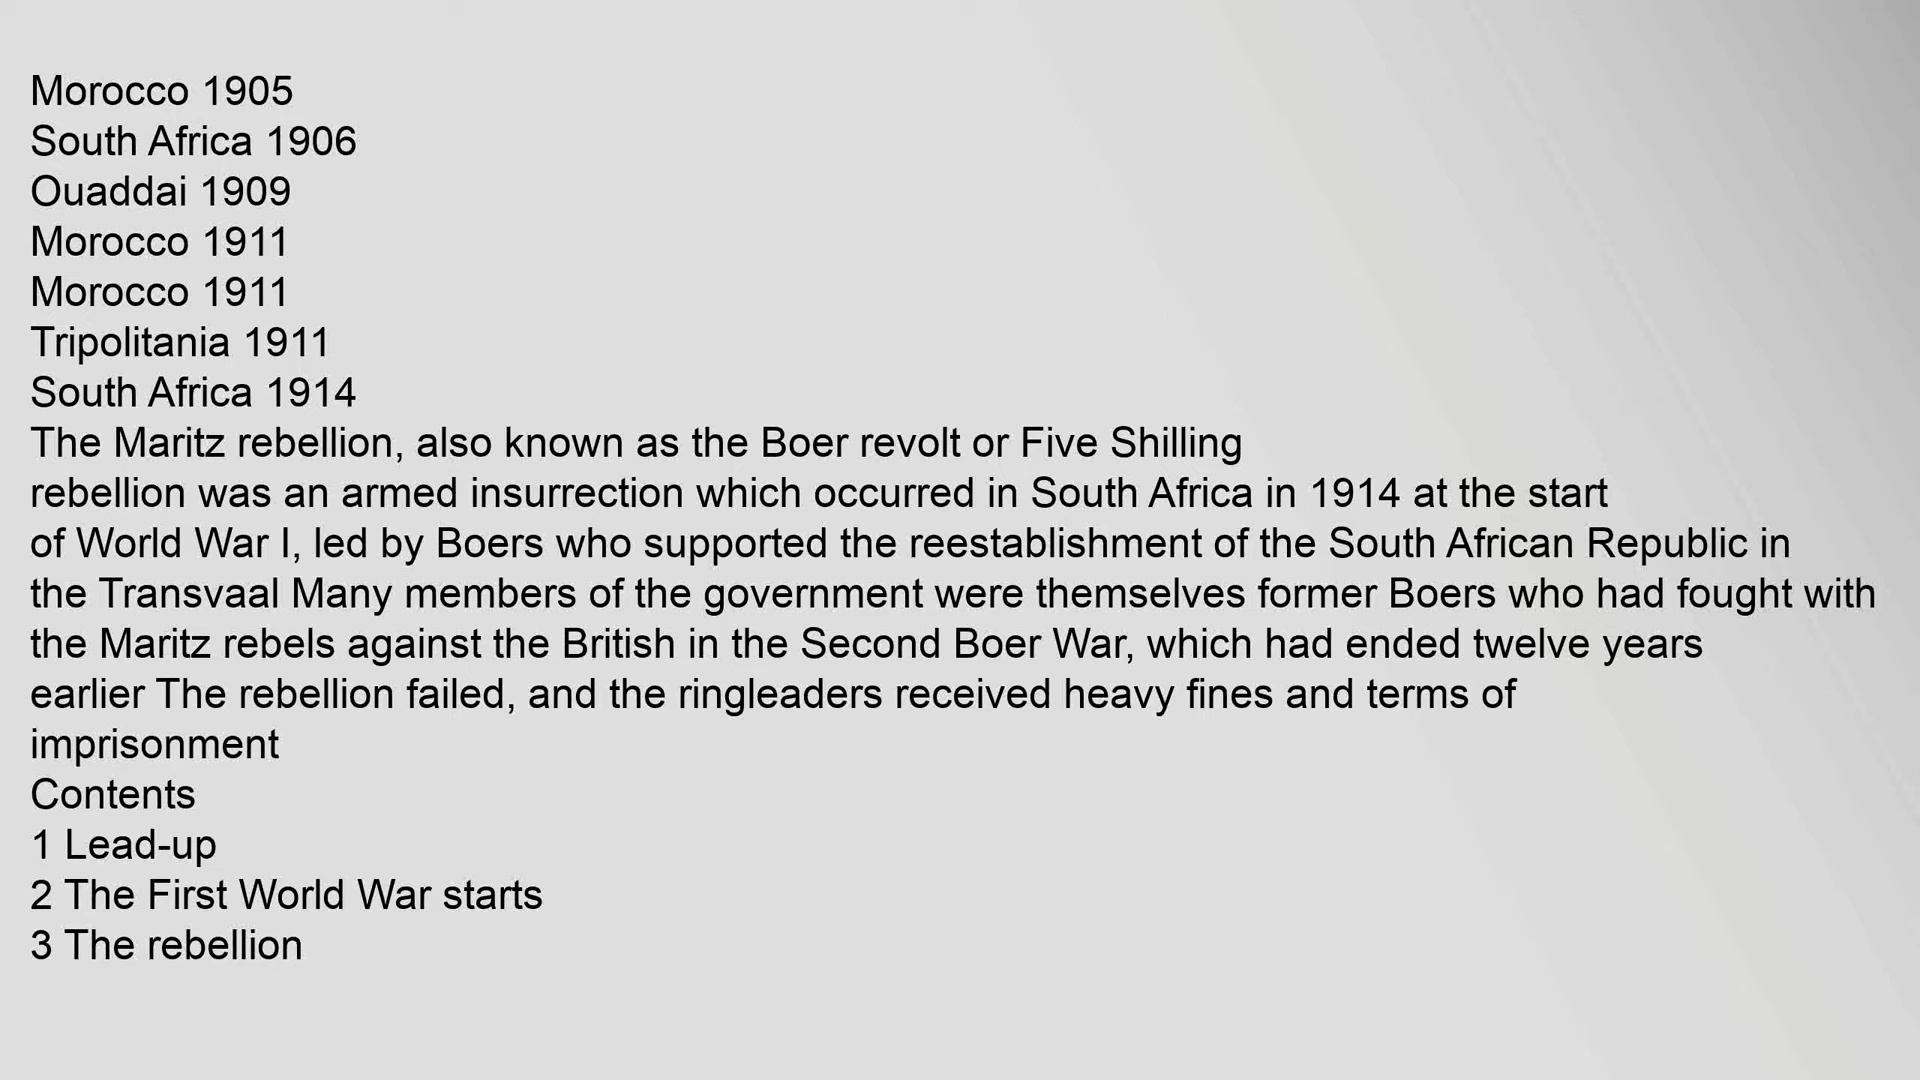 Morocco 1905
South Africa 1906
Ouaddai 1909
Morocco 1911
Morocco 1911
Tripolitania 1911
South Africa 1914
The Maritz rebellion, also known as the Boer revolt or Five Shilling
rebellion was an armed insurrection which occurred in South Africa in 1914 at the start
of World War I, led by Boers who supported the reestablishment of the South African Republic in
the Transvaal Many members of the government were themselves former Boers who had fought with
the Maritz rebels against the British in the Second Boer War, which had ended twelve years
earlier The rebellion failed, and the ringleaders received heavy fines and terms of
imprisonment
Contents
1 Lead-up
2 The First World War starts
3 The rebellion